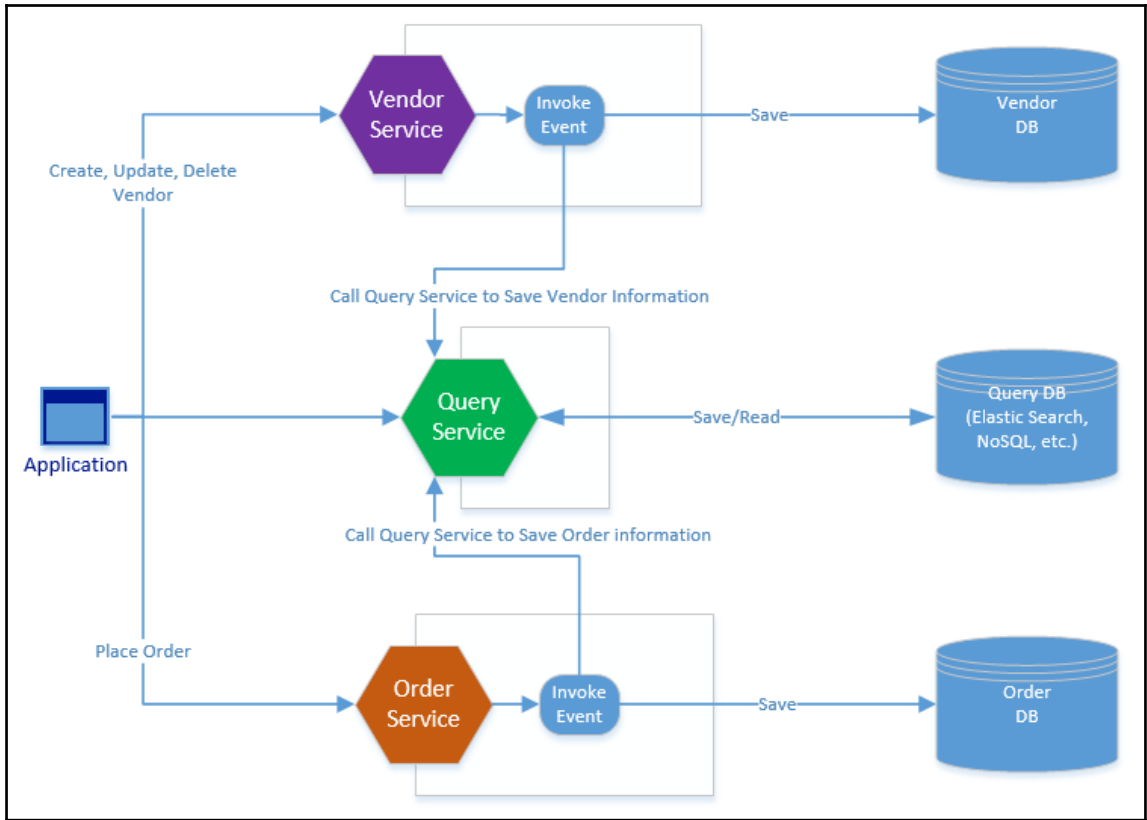 Vendor
Service
Invoke
Event
Save
Vendor
DB
Create, Update, Delete
Vendor
Call Query Service to Save Vendor Information
Application
Query
Service
Save/Read
Query DB
(Elastic Search,
NoSQL, etc.)
Call Query Service to Save Order information
Place Order
Order
Service
Invoke
Event
Save
Order
DB